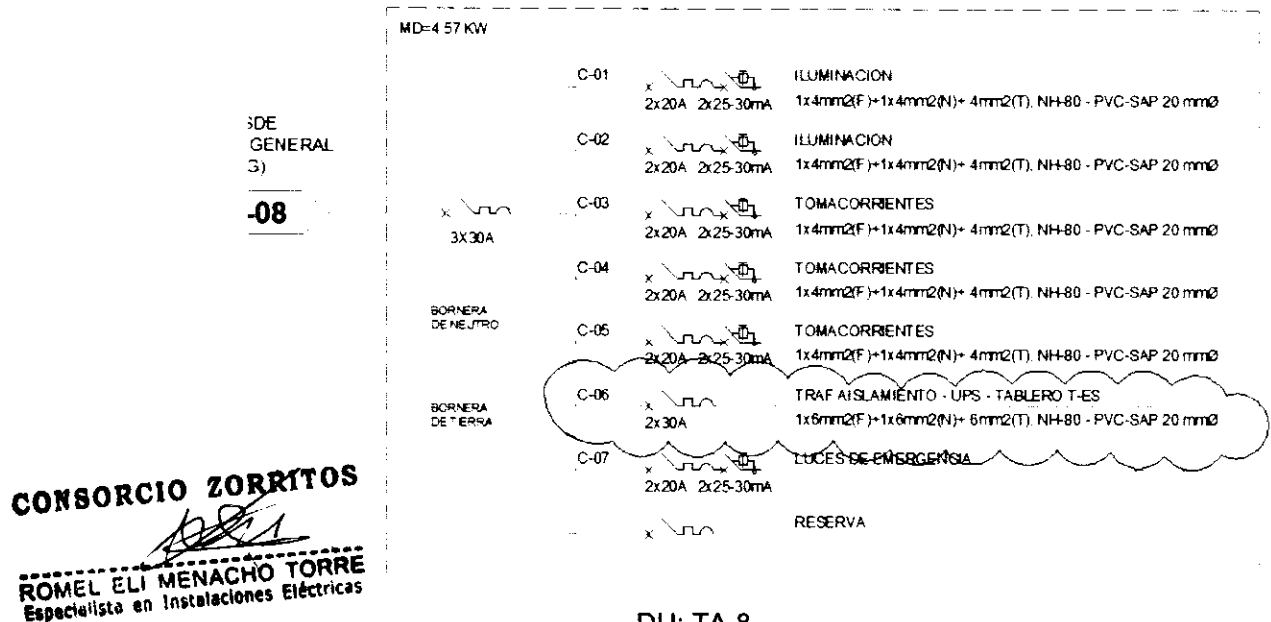 MD=4.57 KW
C-01
ILUMINACION
2x20A 2x25-30mA
1x4mm2(F)+1x4mm2(N)+ 4mm2(T), NH-80 - PVC-SAP 20 mmØ
SDE
GENERAL
G)
-08
C-02
ILUMINACION
2x20A 2x25-30mA
1x4mm2(F)+1x4mm2(N)+ 4mm2(T), NH-80 - PVC-SAP 20 mmØ
3X30A
C-03
TOMACORRIENTES
2x20A 2x25-30mA
1x4mm2(F)+1x4mm2(N)+ 4mm2(T), NH-80 - PVC-SAP 20 mmØ
C-04
TOMACORRIENTES
2x20A 2x25-30mA
1x4mm2(F)+1x4mm2(N)+ 4mm2(T), NH-80 - PVC-SAP 20 mmØ
BORNERA
DE NEUTRO
C-05
TOMACORRIENTES
2x20A 2x25-30mA
1x4mm2(F)+1x4mm2(N)+ 4mm2(T), NH-80 - PVC-SAP 20 mmØ
BORNERA
DE TIERRA
C-06
TRAF AISLAMIENTO - UPS - TABLERO T-ES
2x30A
1x6mm2(F)+1x6mm2(N)+ 6mm2(T), NH-80 - PVC-SAP 20 mmØ
C-07
LUCES DE EMERGENCIA
2x20A 2x25-30mA
RESERVA
CONSORCIO ZORRITOS
ROMEL ELI MENACHO TORRE
Especialista en Instalaciones Eléctricas